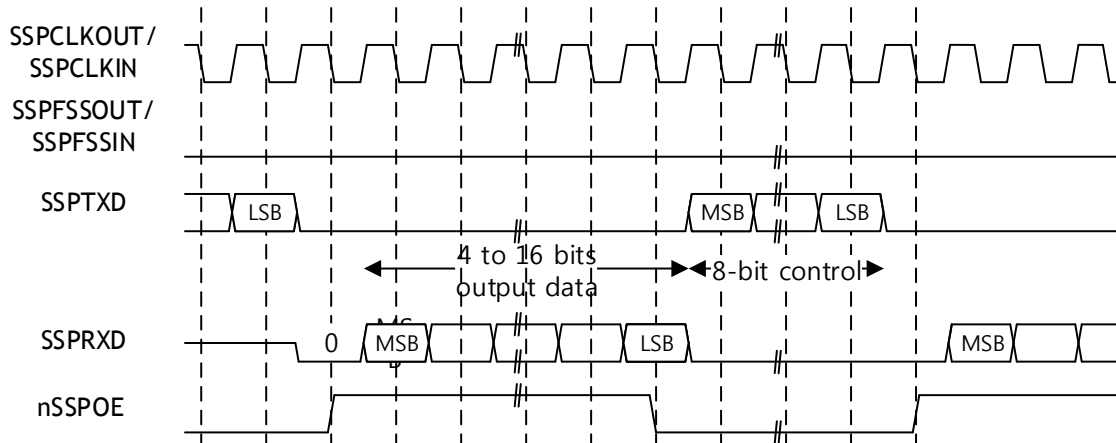 SSPCLKOUT/
SSPCLKIN
SSPFSSOUT/
SSPFSSIN
SSPTXD
LSB
MSB
LSB
4 to 16 bits
output data
8-bit control
SSPRXD
0
MS
B
MSB
LSB
MSB
nSSPOE